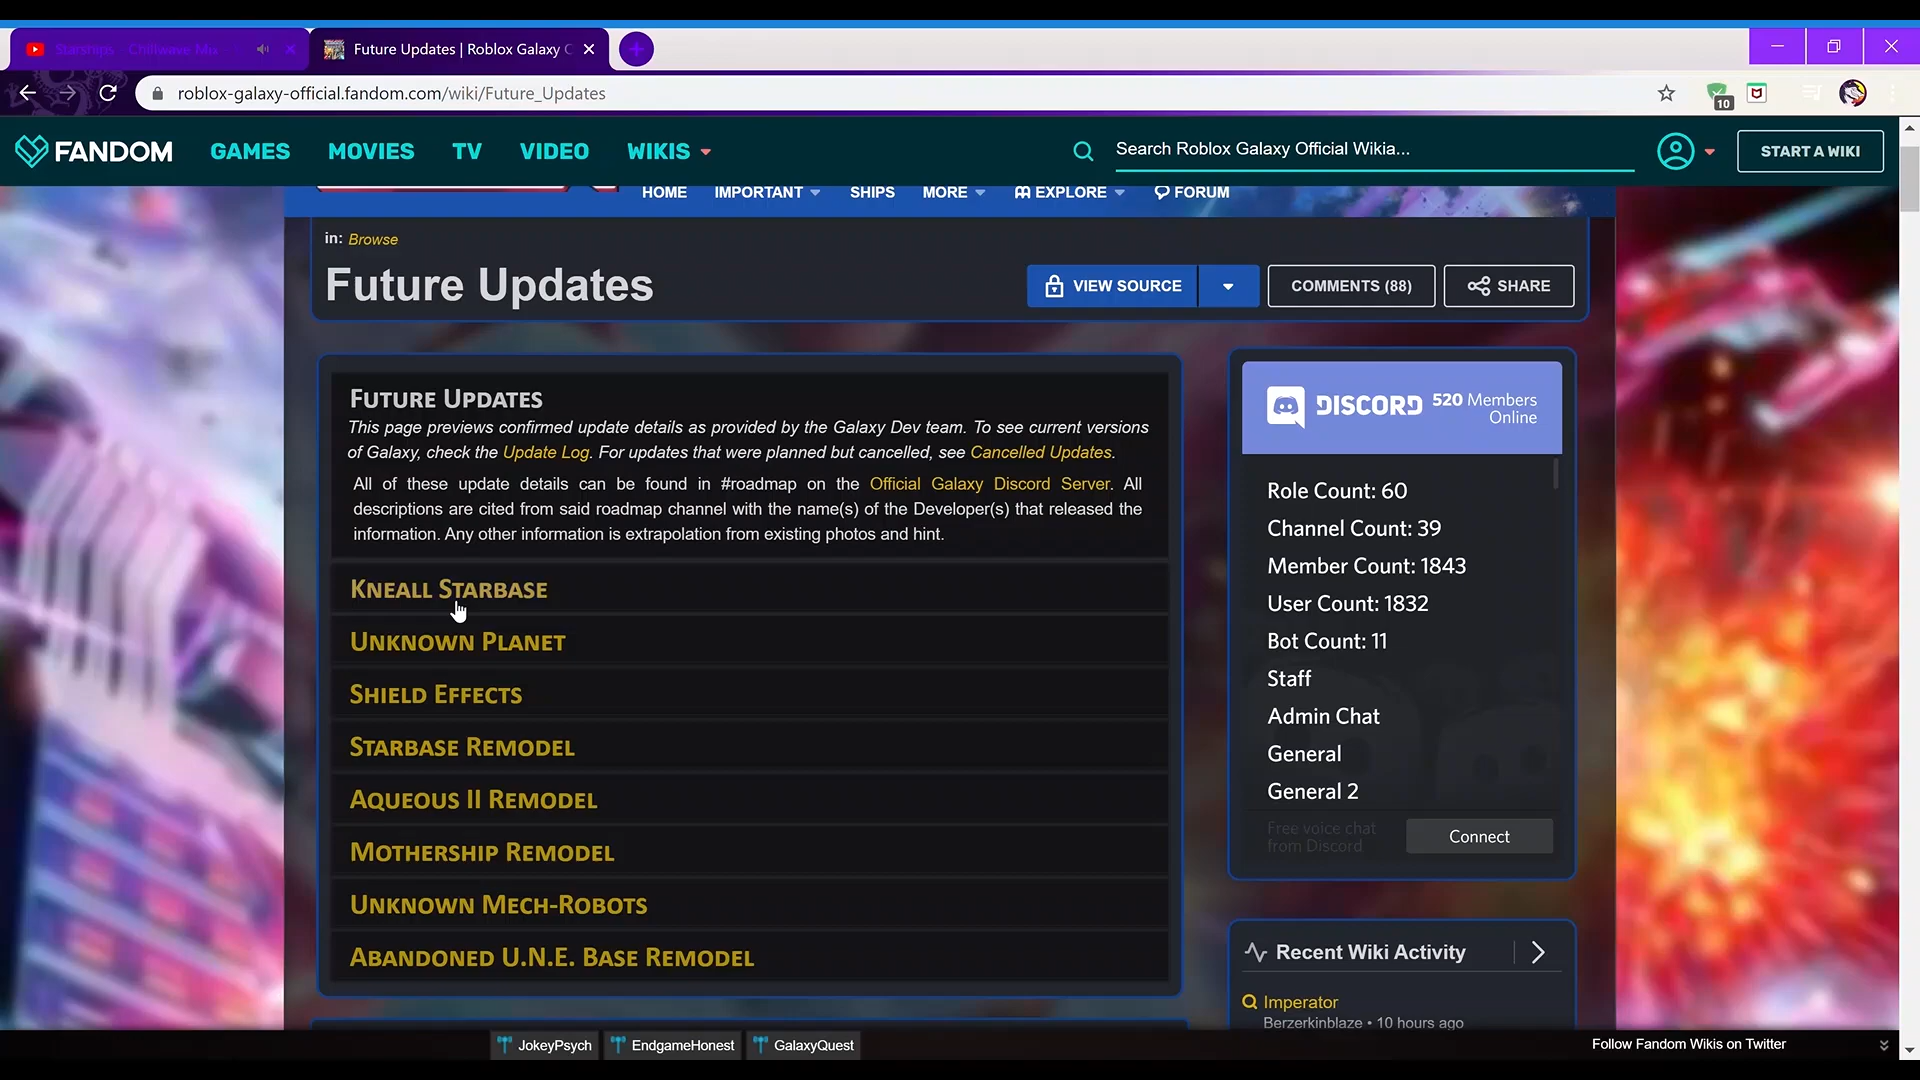 Starships - Chillwave Mix -
Future Updates | Roblox Galaxy O
roblox-galaxy-official.fandom.com/wiki/Future_Updates
10
FANDOM GAMES MOVIES TV VIDEO WIKIS
Search Roblox Galaxy Official Wikia...
START A WIKI
HOME IMPORTANT SHIPS MORE EXPLORE FORUM
in: Browse
Future Updates
VIEW SOURCE
COMMENTS (88)
SHARE
FUTURE UPDATES
This page previews confirmed update details as provided by the Galaxy Dev team. To see current versions
of Galaxy, check the Update Log. For updates that were planned but cancelled, see Cancelled Updates.
All of these update details can be found in #roadmap on the Official Galaxy Discord Server. All
descriptions are cited from said roadmap channel with the name(s) of the Developer(s) that released the
information. Any other information is extrapolation from existing photos and hint.
KNEALL STARBASE
UNKNOWN PLANET
SHIELD EFFECTS
STARBASE REMODEL
AQUEOUS II REMODEL
MOTHERSHIP REMODEL
UNKNOWN MECH-ROBOTS
ABANDONED U.N.E. BASE REMODEL
DISCORD 520 Members
Online
Role Count: 60
Channel Count: 39
Member Count: 1843
User Count: 1832
Bot Count: 11
Staff
Admin Chat
General
General 2
Free voice chat
from Discord
Connect
Recent Wiki Activity
Imperator
Berzerkinblaze • 10 hours ago
JokeyPsych EndgameHonest GalaxyQuest
Follow Fandom Wikis on Twitter